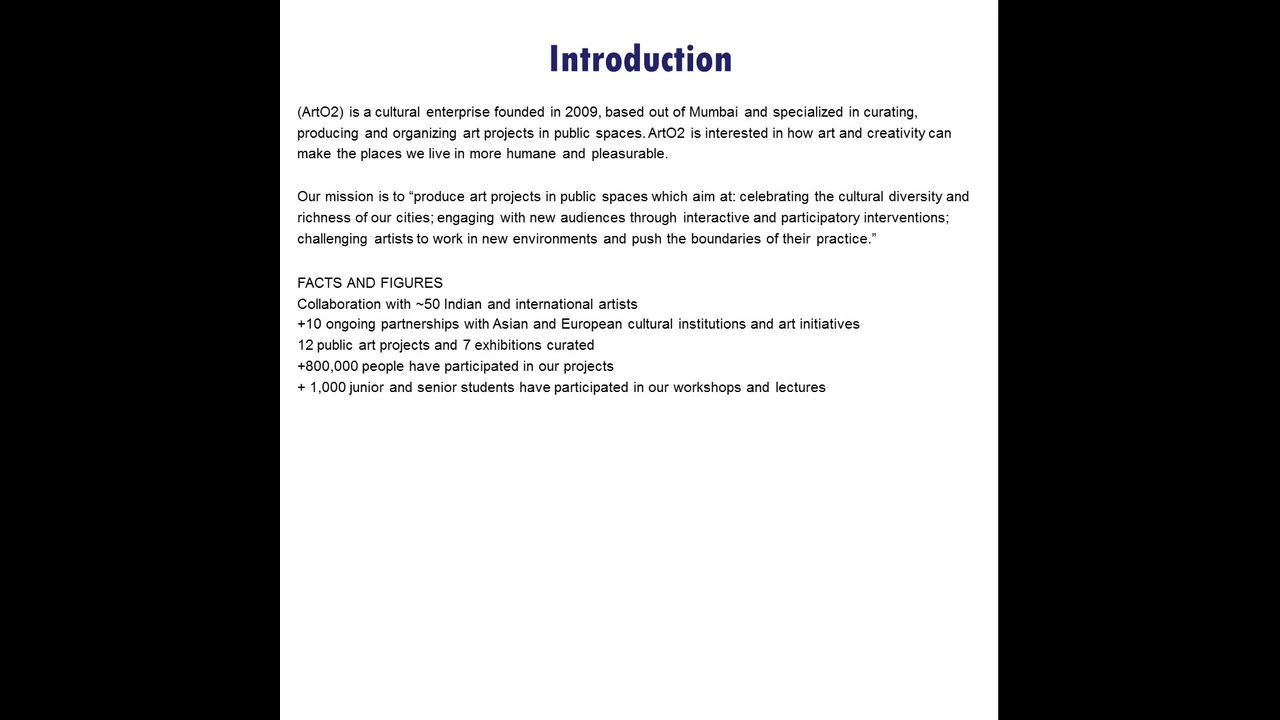 Introduction
(ArtO2) is a cultural enterprise founded in 2009, based out of Mumbai and specialized in curating,
producing and organizing art projects in public spaces. ArtO2 is interested in how art and creativity can
make the places we live in more humane and pleasurable.
Our mission is to “produce art projects in public spaces which aim at: celebrating the cultural diversity and
richness of our cities; engaging with new audiences through interactive and participatory interventions;
challenging artists to work in new environments and push the boundaries of their practice.”
FACTS AND FIGURES
Collaboration with ~50 Indian and international artists
+10 ongoing partnerships with Asian and European cultural institutions and art initiatives
12 public art projects and 7 exhibitions curated
+800,000 people have participated in our projects
+ 1,000 junior and senior students have participated in our workshops and lectures